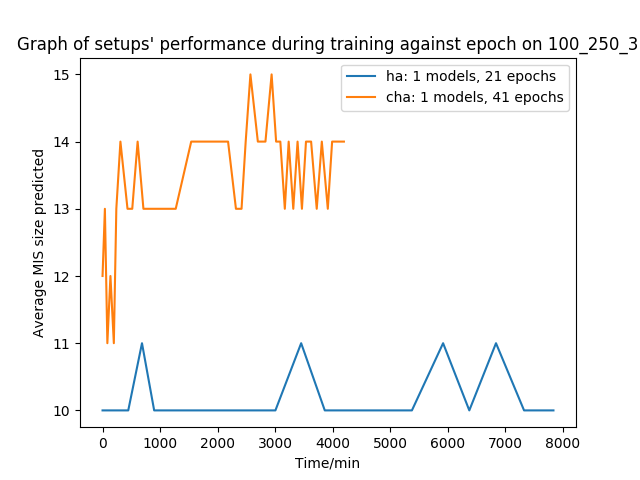 Graph of setups' performance during training against epoch on 100_250_3
ha: 1 models, 21 epochs
cha: 1 models, 41 epochs
Average MIS size predicted
15
14
13
12
11
10
0 1000 2000 3000 4000 5000 6000 7000 8000
Time/min